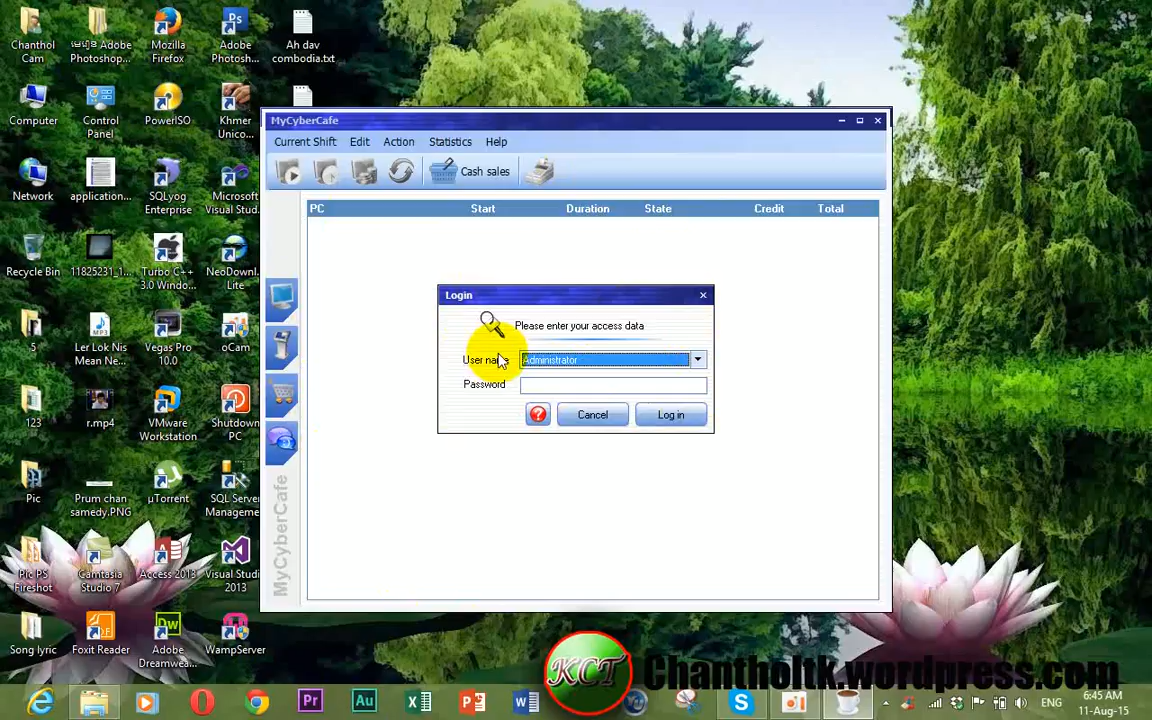 Chanthol
Cam
Adobe
Photoshop...
Mozilla
Firefox
Adobe
Photosh...
Ah dav
combodia.txt
Computer
Control
Panel
PowerISO
Khmer
Unico...
Network
application...
SQLyog
Enterprise
Microsoft
Visual Stud...
Recycle Bin
11825231_1...
Turbo C++
3.0 Windo...
NeoDownl...
Lite
5
Ler Lok Nis
Mean Ne...
Vegas Pro
10.0
oCam
123
r.mp4
VMware
Workstation
Shutdown
PC
Pic
Prum chan
samedy.PNG
µTorrent
SQL Server
Manageme...
Pic PS
Fireshot
Camtasia
Studio 7
Access 2013
Visual Studio
2013
Song lyric
Foxit Reader
Adobe
Dreamwea...
WampServer
MyCyberCafe
Current Shift Edit Action Statistics Help
Cash sales
PC Start Duration State Credit Total
Login
Please enter your access data
User name Administrator
Password
Cancel Log in
MyCyberCafe
KCT Chantholtk.wordpress.com
ENG
6:45 AM
11-Aug-15